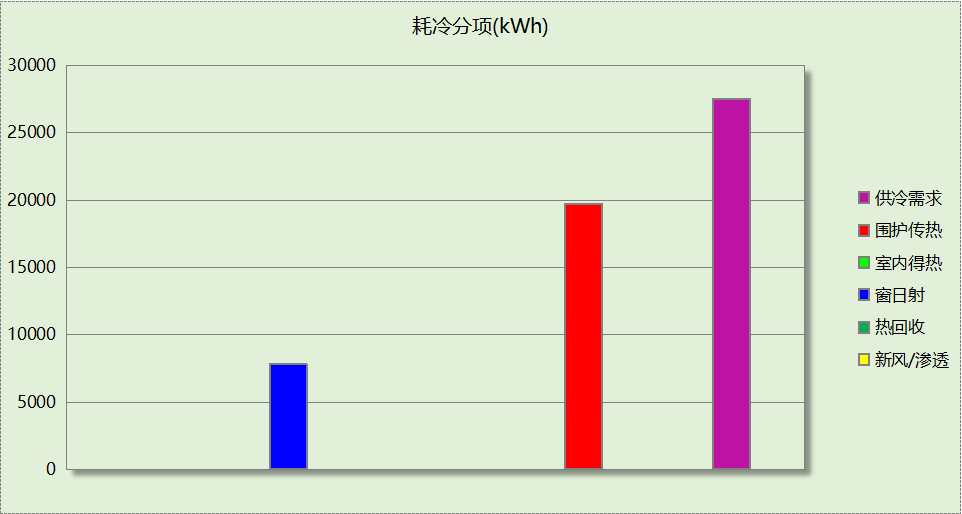 耗冷分项(kWh)
30000
25000
20000
15000
10000
5000
0
供冷需求
围护传热
室内得热
窗日射
热回收
新风/渗透